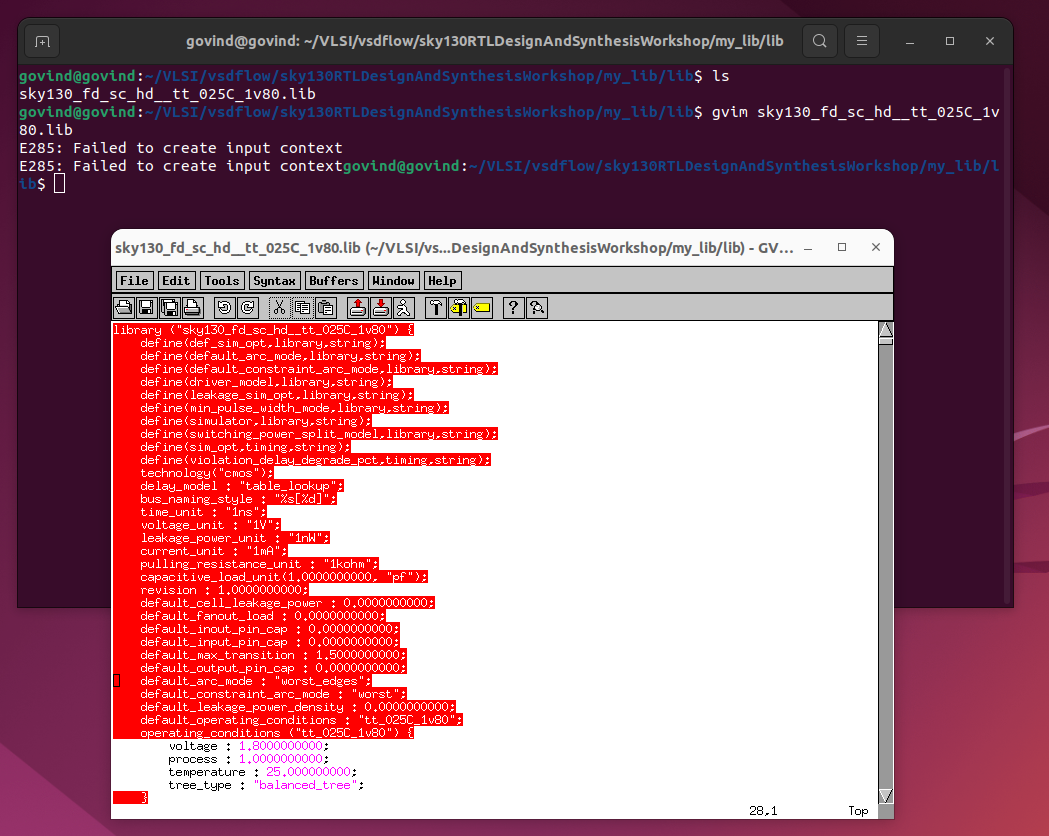 govind@govind: ~/VLSI/vsdflow/sky130RTLDesignAndSynthesisWorkshop/my_lib/lib
govind@govind:~/VLSI/vsdflow/sky130RTLDesignAndSynthesisWorkshop/my_lib/lib$ ls
sky130_fd_sc_hd__tt_025C_1v80.lib
govind@govind:~/VLSI/vsdflow/sky130RTLDesignAndSynthesisWorkshop/my_lib/lib$ gvim sky130_fd_sc_hd__tt_025C_1v
80.lib
E285: Failed to create input context
E285: Failed to create input contextgovind@govind:~/VLSI/vsdflow/sky130RTLDesignAndSynthesisWorkshop/my_lib/l
ib$
sky130_fd_sc_hd__tt_025C_1v80.lib (~/VLSI/vs...DesignAndSynthesisWorkshop/my_lib/lib) - GV...
File Edit Tools Syntax Buffers Window Help
library ("sky130_fd_sc_hd__tt_025C_1v80") {
define(def_sim_opt,library,string);
define(default_arc_mode,library,string);
define(default_constraint_arc_mode,library,string);
define(driver_model,library,string);
define(leakage_sim_opt,library,string);
define(min_pulse_width_mode,library,string);
define(simulator,library,string);
define(switching_power_split_model,library,string);
define(sim_opt,timing,string);
define(violation_delay_degrade_pct,timing,string);
technology("cmos");
delay_model : "table_lookup";
bus_naming_style : "%s[%d]";
time_unit : "1ns";
voltage_unit : "1V";
leakage_power_unit : "1nW";
current_unit : "1mA";
pulling_resistance_unit : "1kohm";
capacitive_load_unit(1.0000000000, "pf");
revision : 1.0000000000;
default_cell_leakage_power : 0.0000000000;
default_fanout_load : 0.0000000000;
default_inout_pin_cap : 0.0000000000;
default_input_pin_cap : 0.0000000000;
default_max_transition : 1.5000000000;
default_output_pin_cap : 0.0000000000;
default_arc_mode : "worst_edges";
default_constraint_arc_mode : "worst";
default_leakage_power_density : 0.0000000000;
default_operating_conditions : "tt_025C_1v80";
operating_conditions ("tt_025C_1v80") {
voltage : 1.8000000000;
process : 1.0000000000;
temperature : 25.000000000;
tree_type : "balanced_tree";
}
28,1 Top